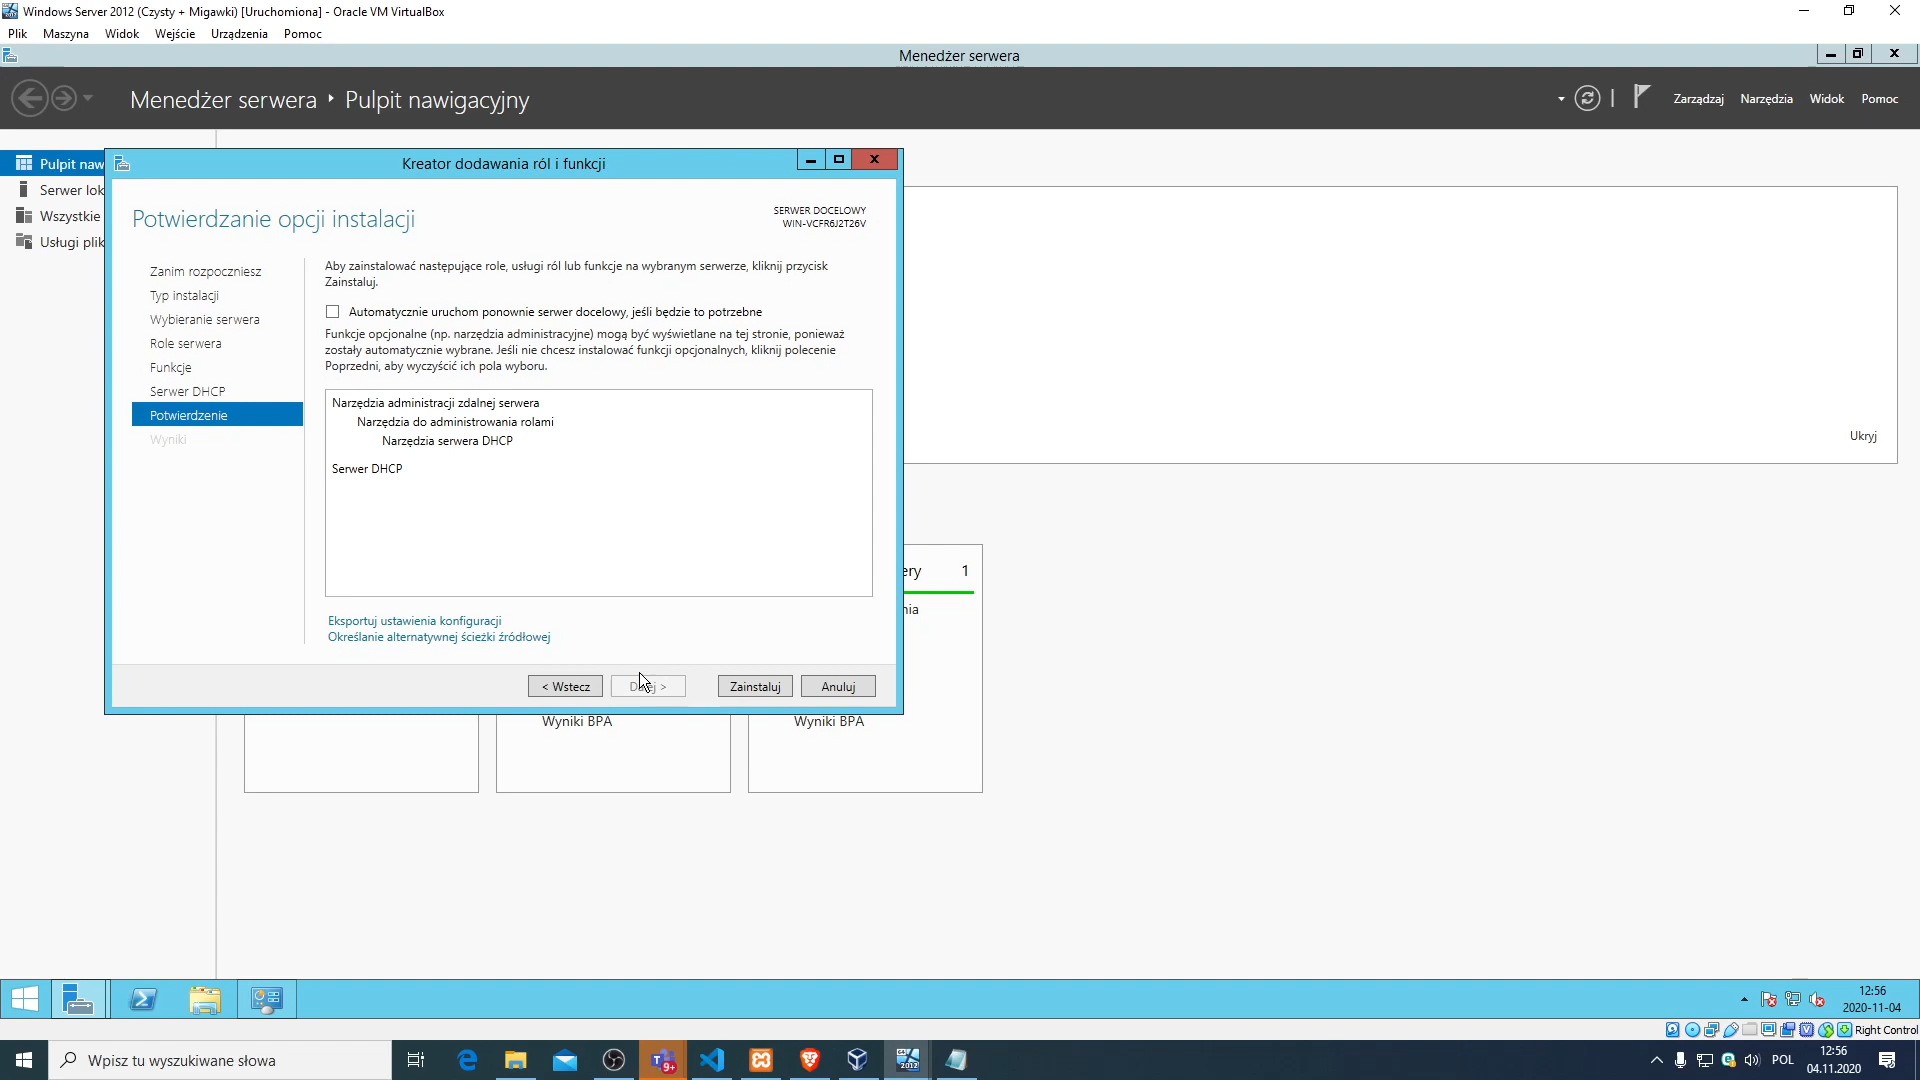 Windows Server 2012 (Czysty + Migawki) [Uruchomiona] - Oracle VM VirtualBox
Plik Maszyna Widok Wejście Urządzenia Pomoc
Menedżer serwera
Menedżer serwera ‣ Pulpit nawigacyjny
Zarządzaj Narzędzia Widok Pomoc
Pulpit naw
Serwer lok
Wszystkie
Usługi plik
Kreator dodawania ról i funkcji
Potwierdzanie opcji instalacji
SERWER DOCELOWY
WIN-VCFR6J2T26V
Zanim rozpoczniesz
Typ instalacji
Wybieranie serwera
Role serwera
Funkcje
Serwer DHCP
Potwierdzenie
Wyniki
Aby zainstalować następujące role, usługi ról lub funkcje na wybranym serwerze, kliknij przycisk
Zainstaluj.
Automatycznie uruchom ponownie serwer docelowy, jeśli będzie to potrzebne
Funkcje opcjonalne (np. narzędzia administracyjne) mogą być wyświetlane na tej stronie, ponieważ
zostały automatycznie wybrane. Jeśli nie chcesz instalować funkcji opcjonalnych, kliknij polecenie
Poprzedni, aby wyczyścić ich pola wyboru.
Narzędzia administracji zdalnej serwera
Narzędzia do administrowania rolami
Narzędzia serwera DHCP
Serwer DHCP
Eksportuj ustawienia konfiguracji
Określanie alternatywnej ścieżki źródłowej
< Wstecz
Zainstaluj
Anuluj
Ukryj
ery 1
nia
Wyniki BPA
Wyniki BPA
12:56
2020-11-04
Right Control
Wpisz tu wyszukiwane słowa
9+
2012
POL
12:56
04.11.2020